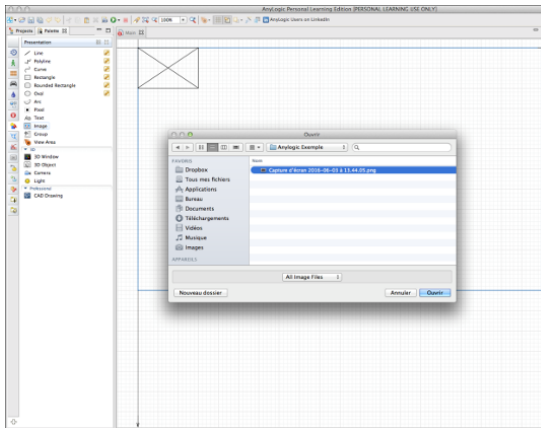 AnyLogic Personal Learning Edition [PERSONAL LEARNING USE ONLY]
100%
AnyLogic Users on LinkedIn
Projects
Palette
Main
Presentation
Line
Polyline
Curve
Rectangle
Rounded Rectangle
Oval
Arc
Pixel
Text
Image
Group
View Area
3D
3D Window
3D Object
Camera
Light
Professional
CAD Drawing
Ouvrir
Anylogic Exemple
FAVORIS
Dropbox
Tous mes fichiers
Applications
Bureau
Documents
Téléchargements
Vidéos
Musique
Images
APPAREILS
Nom
Capture d'écran 2016-06-03 à 13.44.05.png
All Image Files
Nouveau dossier
Annuler
Ouvrir